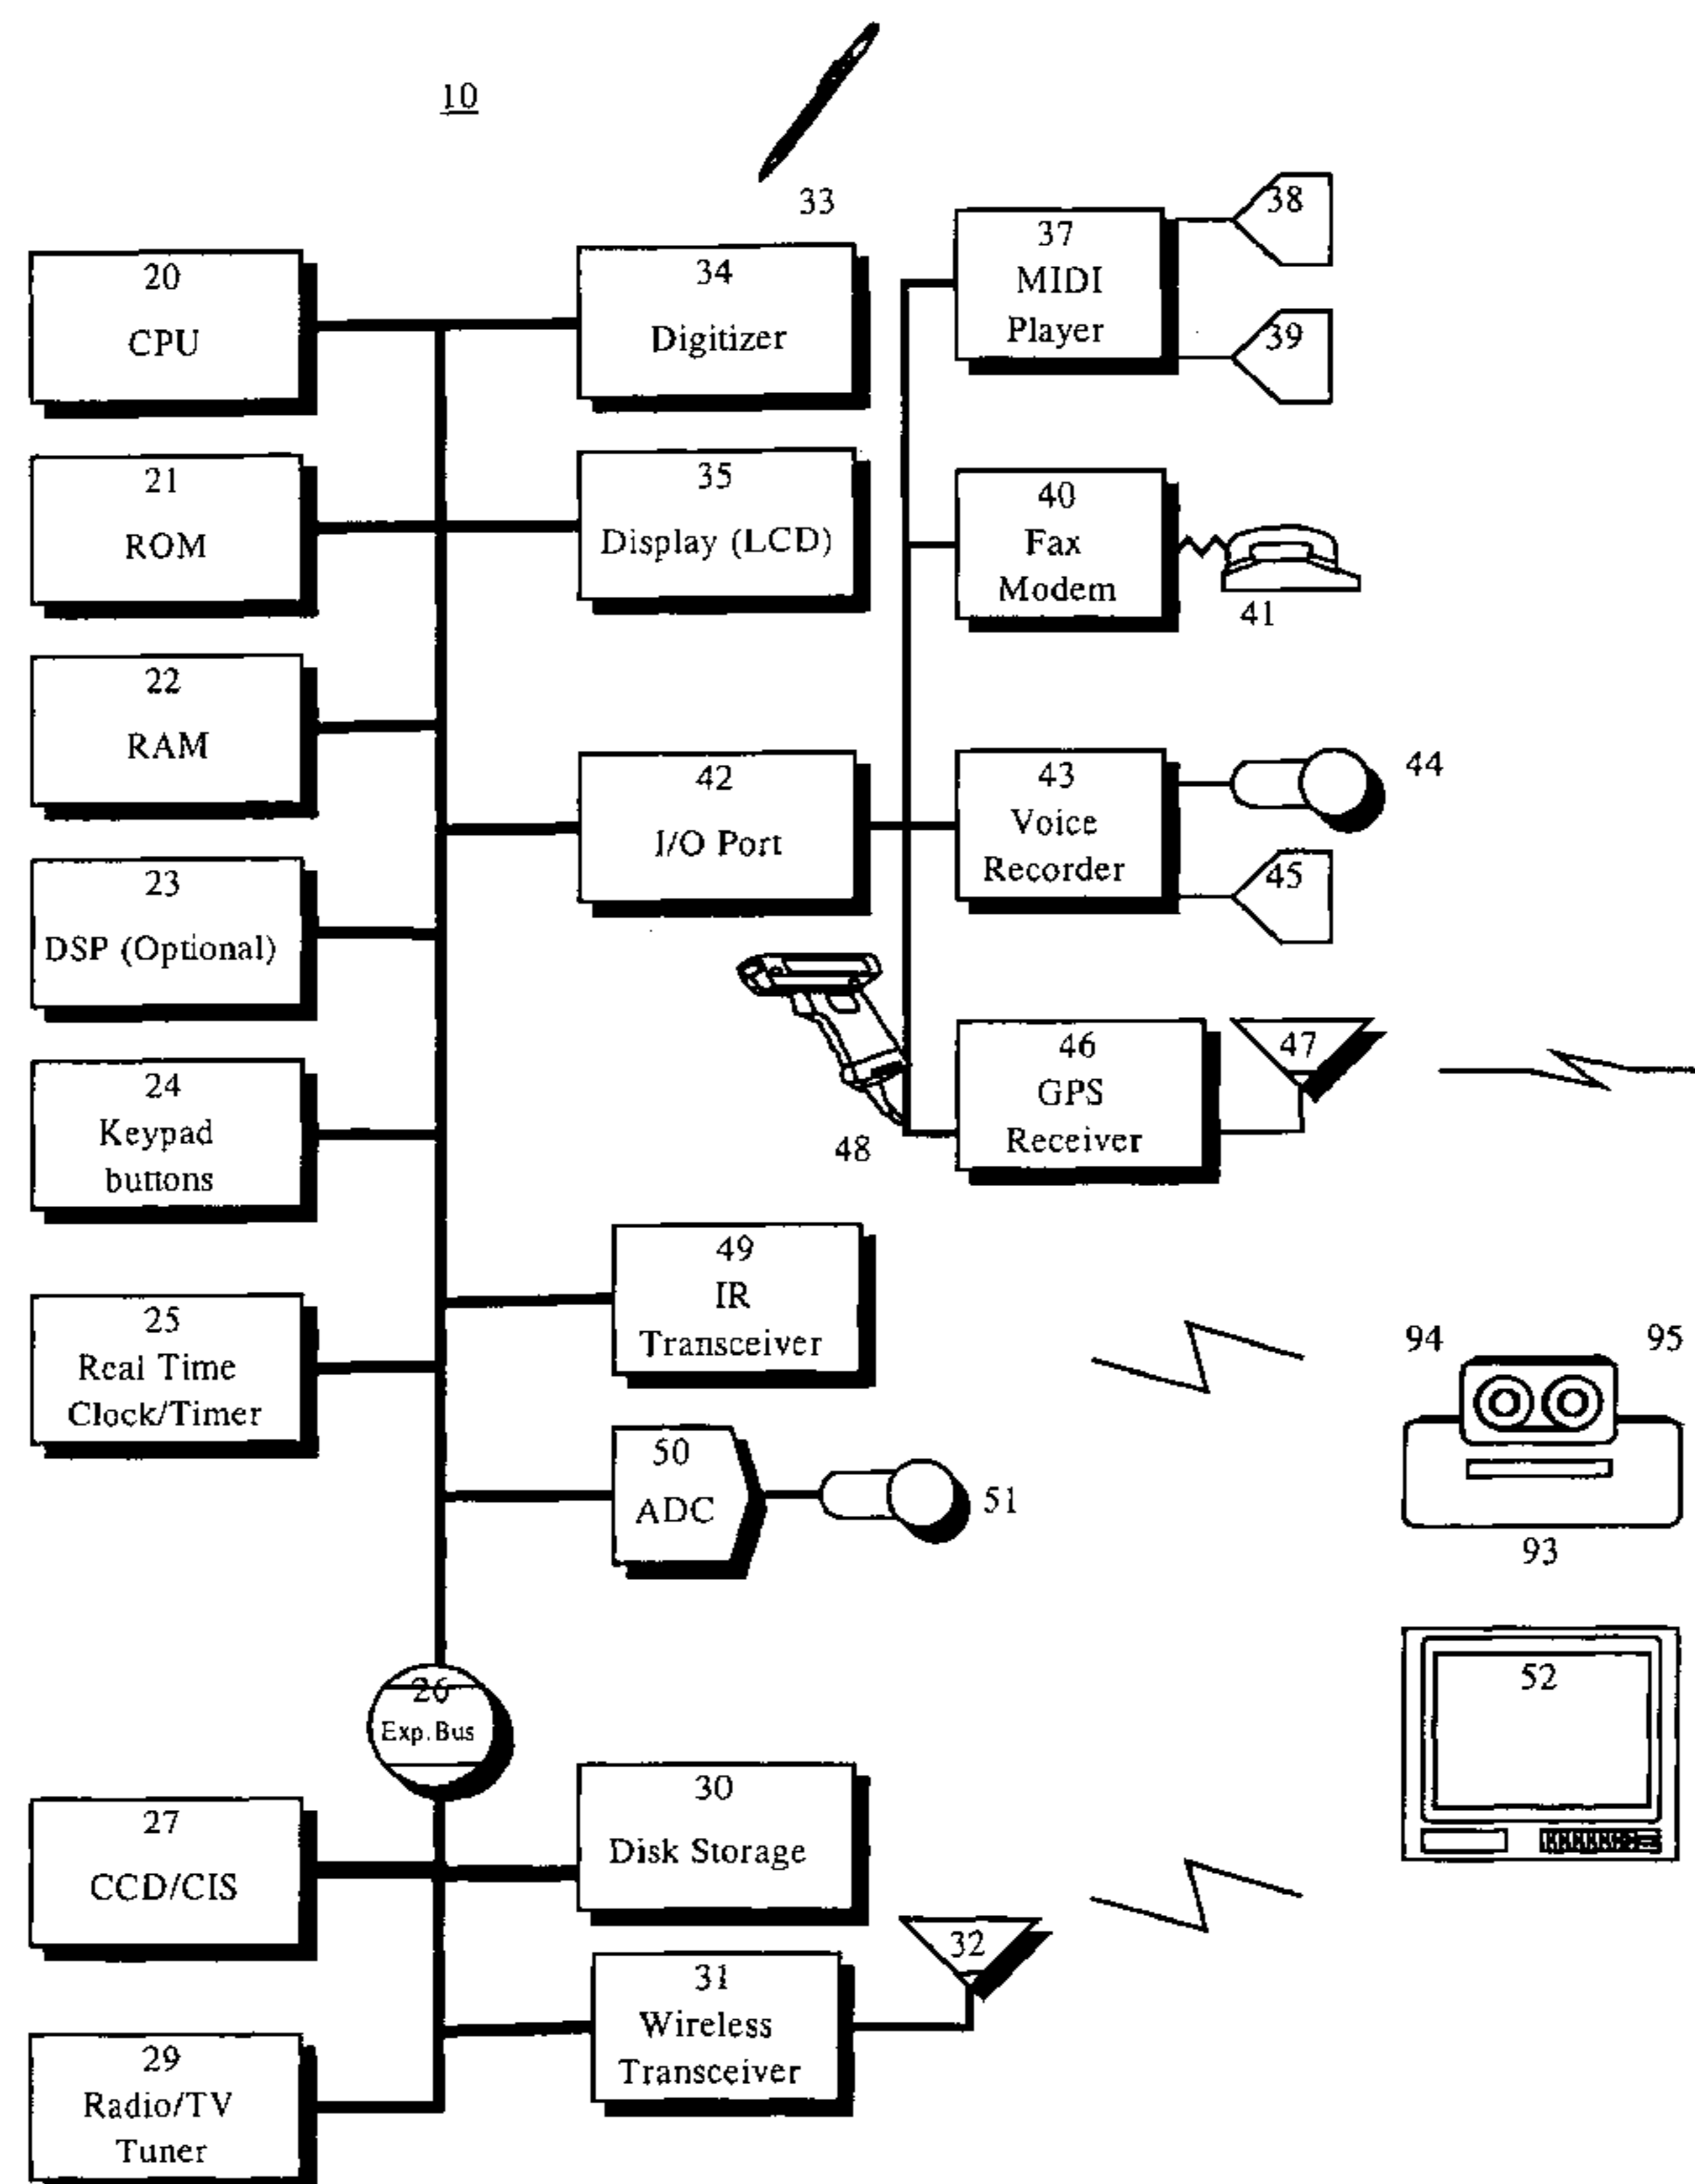 10
33
20
CPU
34
Digitizer
37
MIDI
Player
38
39
21
ROM
35
Display (LCD)
40
Fax
Modem
41
22
RAM
42
I/O Port
43
Voice
Recorder
44
45
23
DSP (Optional)
24
Keypad
buttons
48
46
GPS
Receiver
47
25
Real Time
Clock/Timer
49
IR
Transceiver
94
95
93
50
ADC
51
26
Exp.Bus
52
27
CCD/CIS
30
Disk Storage
31
Wireless
Transceiver
32
29
Radio/TV
Tuner